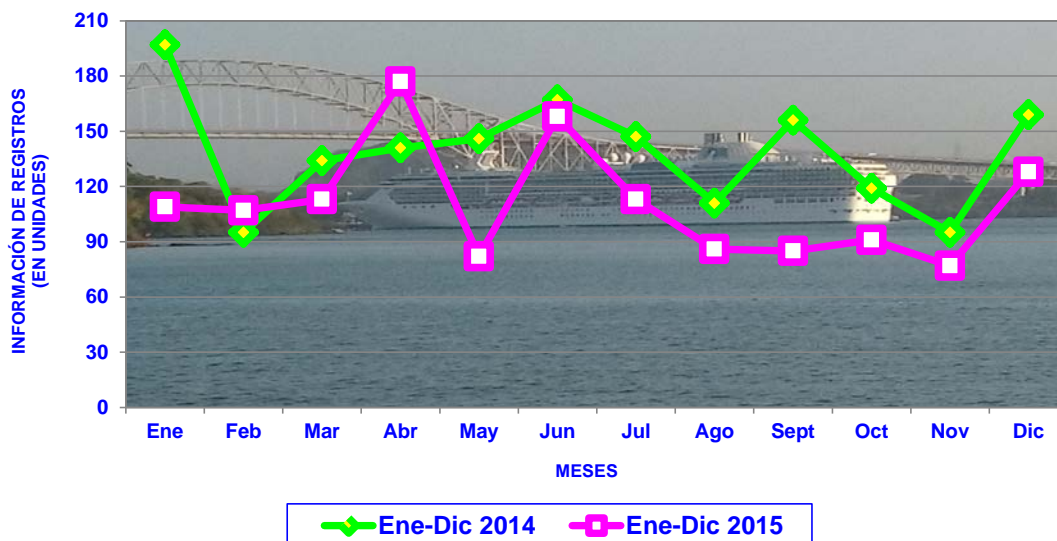 INFORMACIÓN DE REGISTROS
(EN UNIDADES)
210
180
150
120
90
60
30
0
Ene Feb Mar Abr May Jun Jul Ago Sept Oct Nov Dic
MESES
Ene-Dic 2014 Ene-Dic 2015